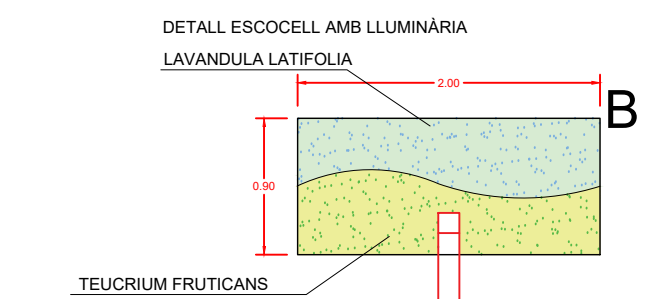 DETALL ESCOCELL AMB LLUMINÀRIA
LAVANDULA LATIFOLIA
2.00
B
0.90
TEUCRIUM FRUTICANS